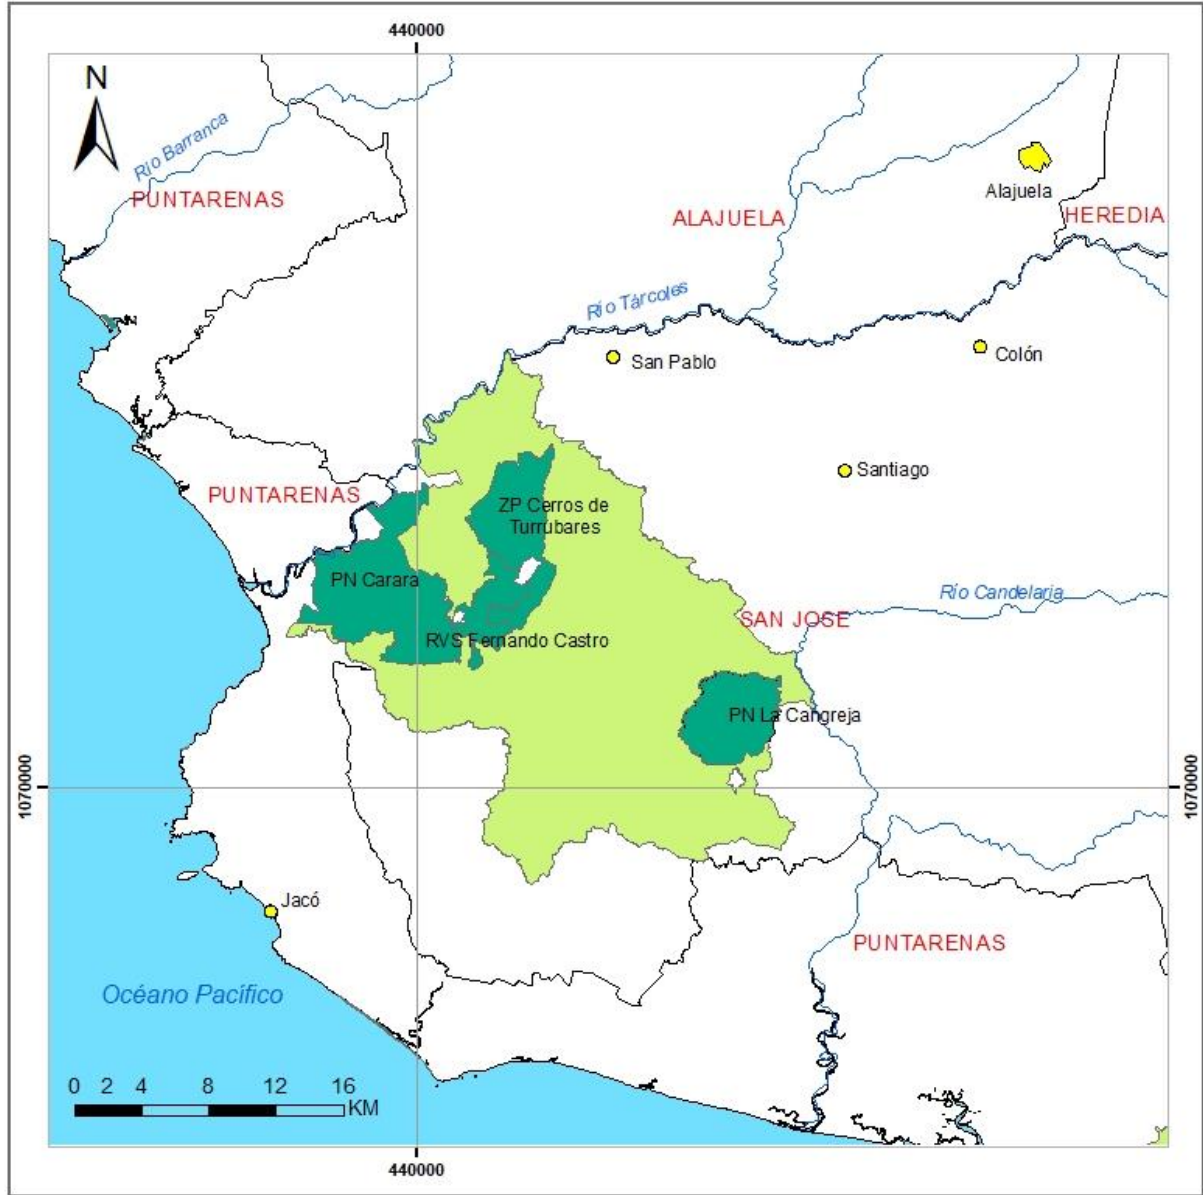 440000
N
Río Barranca
PUNTARENAS
Alajuela
ALAJUELA
HEREDIA
Río Tárcoles
San Pablo
Colón
Santiago
PUNTARENAS
ZP Cerros de
Turrubares
PN Carara
Río Candelaria
SAN JOSE
RVS Fernando Castro
PN La Cangreja
1070000
1070000
Jacó
PUNTARENAS
Océano Pacífico
0 2 4 8 12 16
KM
440000